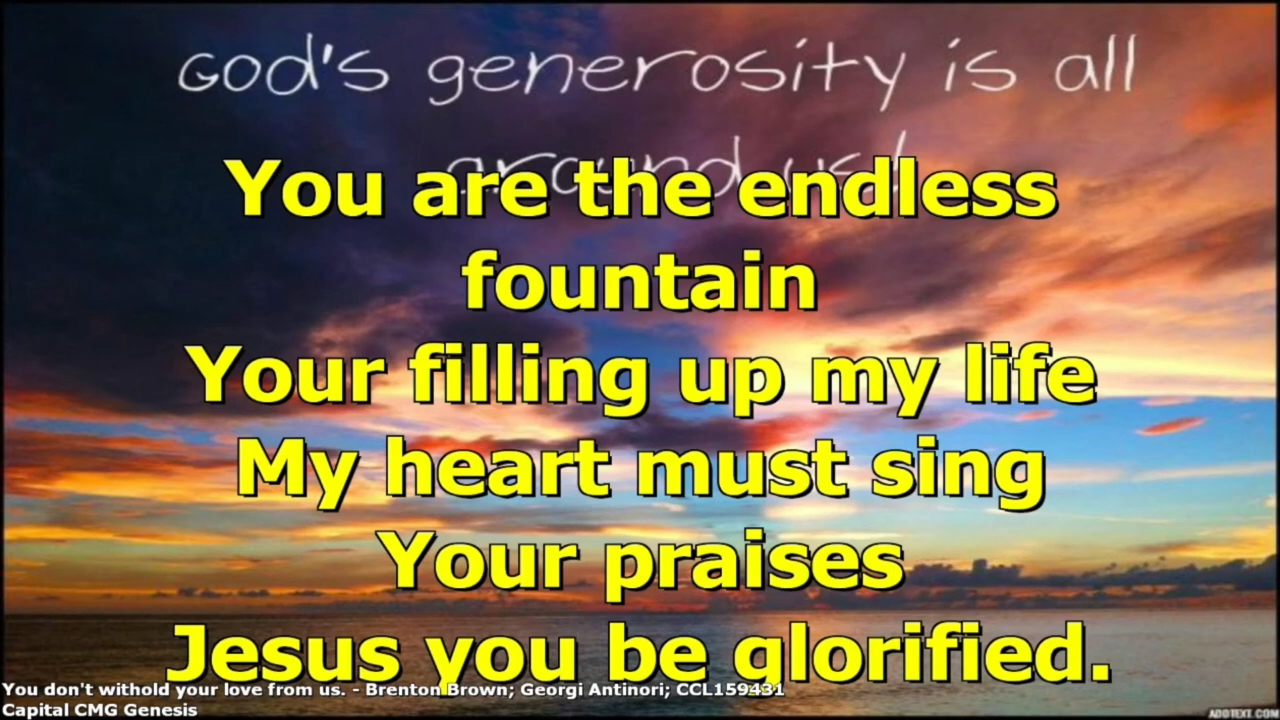 God's generosity is all
around us!
You are the endless
fountain
Your filling up my life
My heart must sing
Your praises
Jesus you be glorified.
You don't withold your love from us. - Brenton Brown; Georgi Antinori; CCL159431
Capital CMG Genesis
ADDTEXT.COM